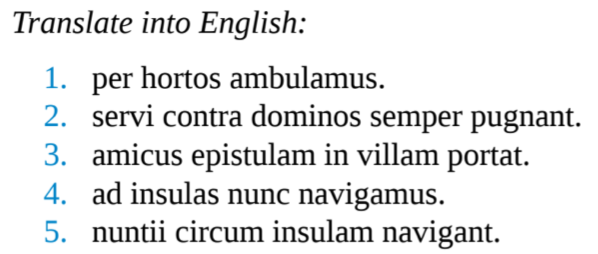 Translate into English:
1. per hortos ambulamus.
2. servi contra dominos semper pugnant.
3. amicus epistulam in villam portat.
4. ad insulas nunc navigamus.
5. nuntii circum insulam navigant.